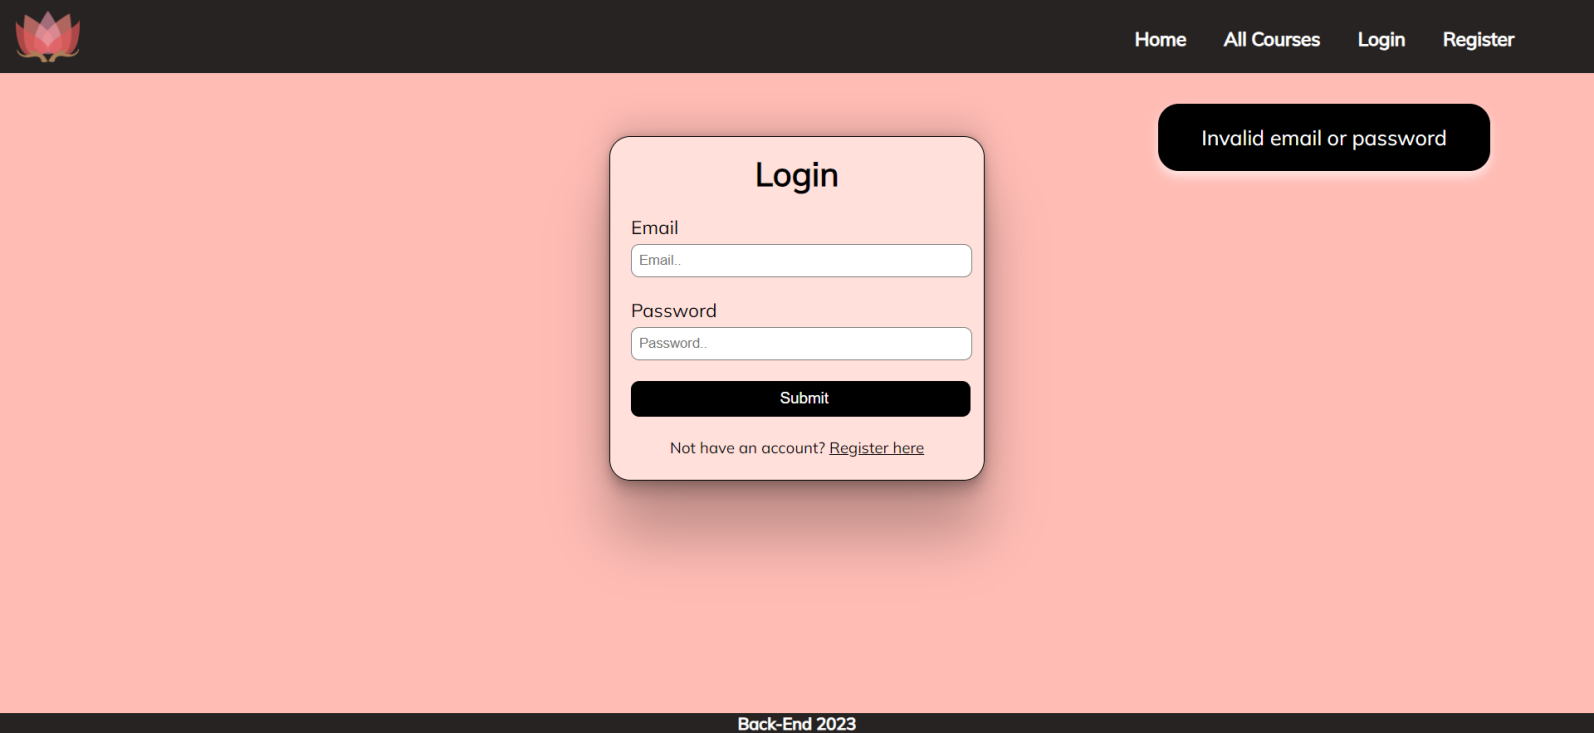 Home All Courses Login Register
Invalid email or password
Login
Email
Email..
Password
Password..
Submit
Not have an account? Register here
Back-End 2023